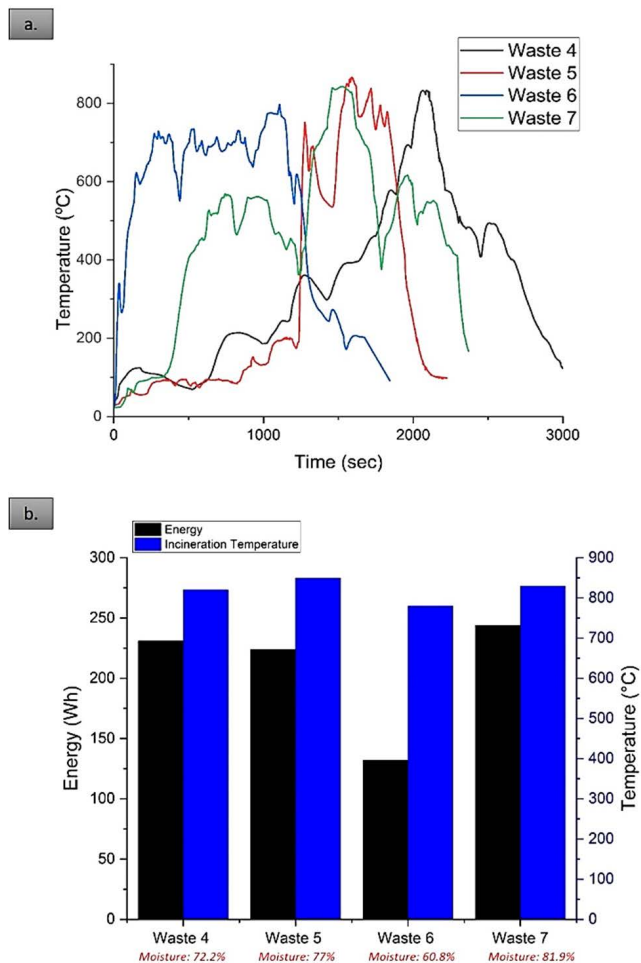 a.
Waste 4
Waste 5
Waste 6
Waste 7
800
600
400
200
0
Temperature (ºC)
0 1000 2000 3000
Time (sec)
b.
Energy
Incineration Temperature
300 900
800
250
700
200 600
500
150
400
100 300
200
50
100
0 0
Energy (Wh)
Temperature (°C)
Waste 4 Waste 5 Waste 6 Waste 7
Moisture: 72.2% Moisture: 77% Moisture: 60.8% Moisture: 81.9%